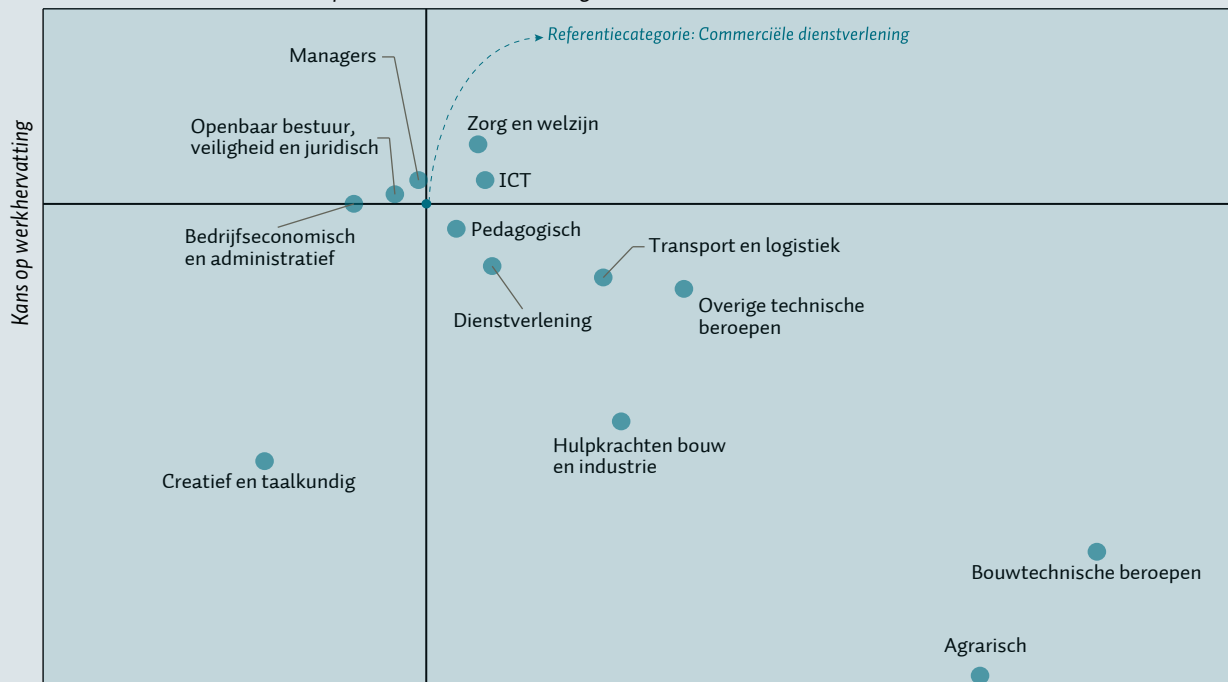 Referentiecategorie: Commerciële dienstverlening
Managers
Openbaar bestuur,
veiligheid en juridisch
Zorg en welzijn
ICT
Kans op werkhervatting
Bedrijfseconomisch
en administratief
Pedagogisch
Transport en logistiek
Dienstverlening
Overige technische
beroepen
Hulpkrachten bouw
en industrie
Creatief en taalkundig
Bouwtechnische beroepen
Agrarisch